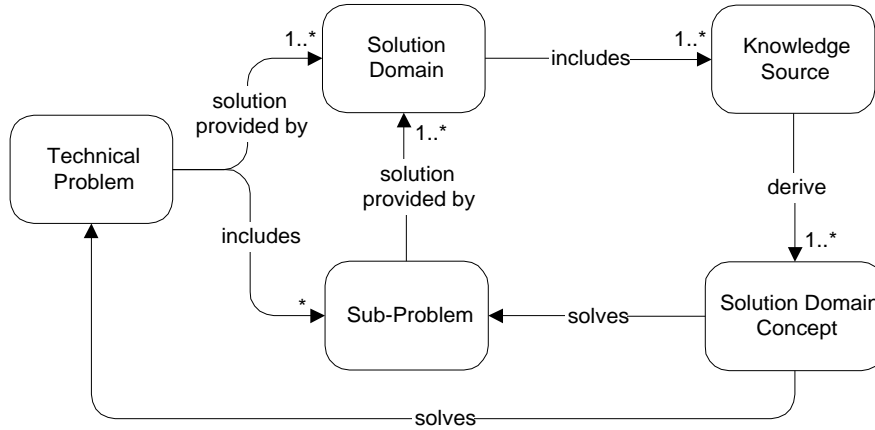 1..*
Solution
Domain
includes
1..*
Knowledge
Source
solution
provided by
1..*
Technical
Problem
solution
provided by
derive
includes
1..*
*
Sub-Problem
solves
Solution Domain
Concept
solves